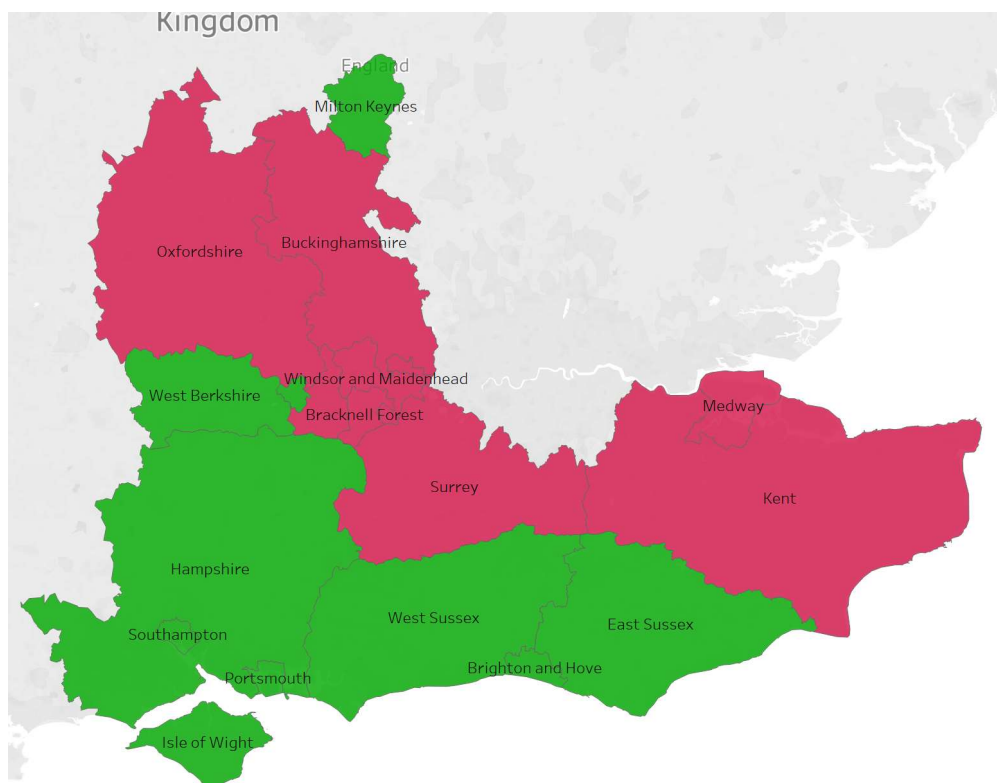 Kingdom
England
Milton Keynes
Buckinghamshire
Oxfordshire
Windsor and Maidenhead
West Berkshire
Medway
Bracknell Forest
Surrey
Kent
Hampshire
West Sussex
East Sussex
Southampton
Brighton and Hove
Portsmouth
Isle of Wight